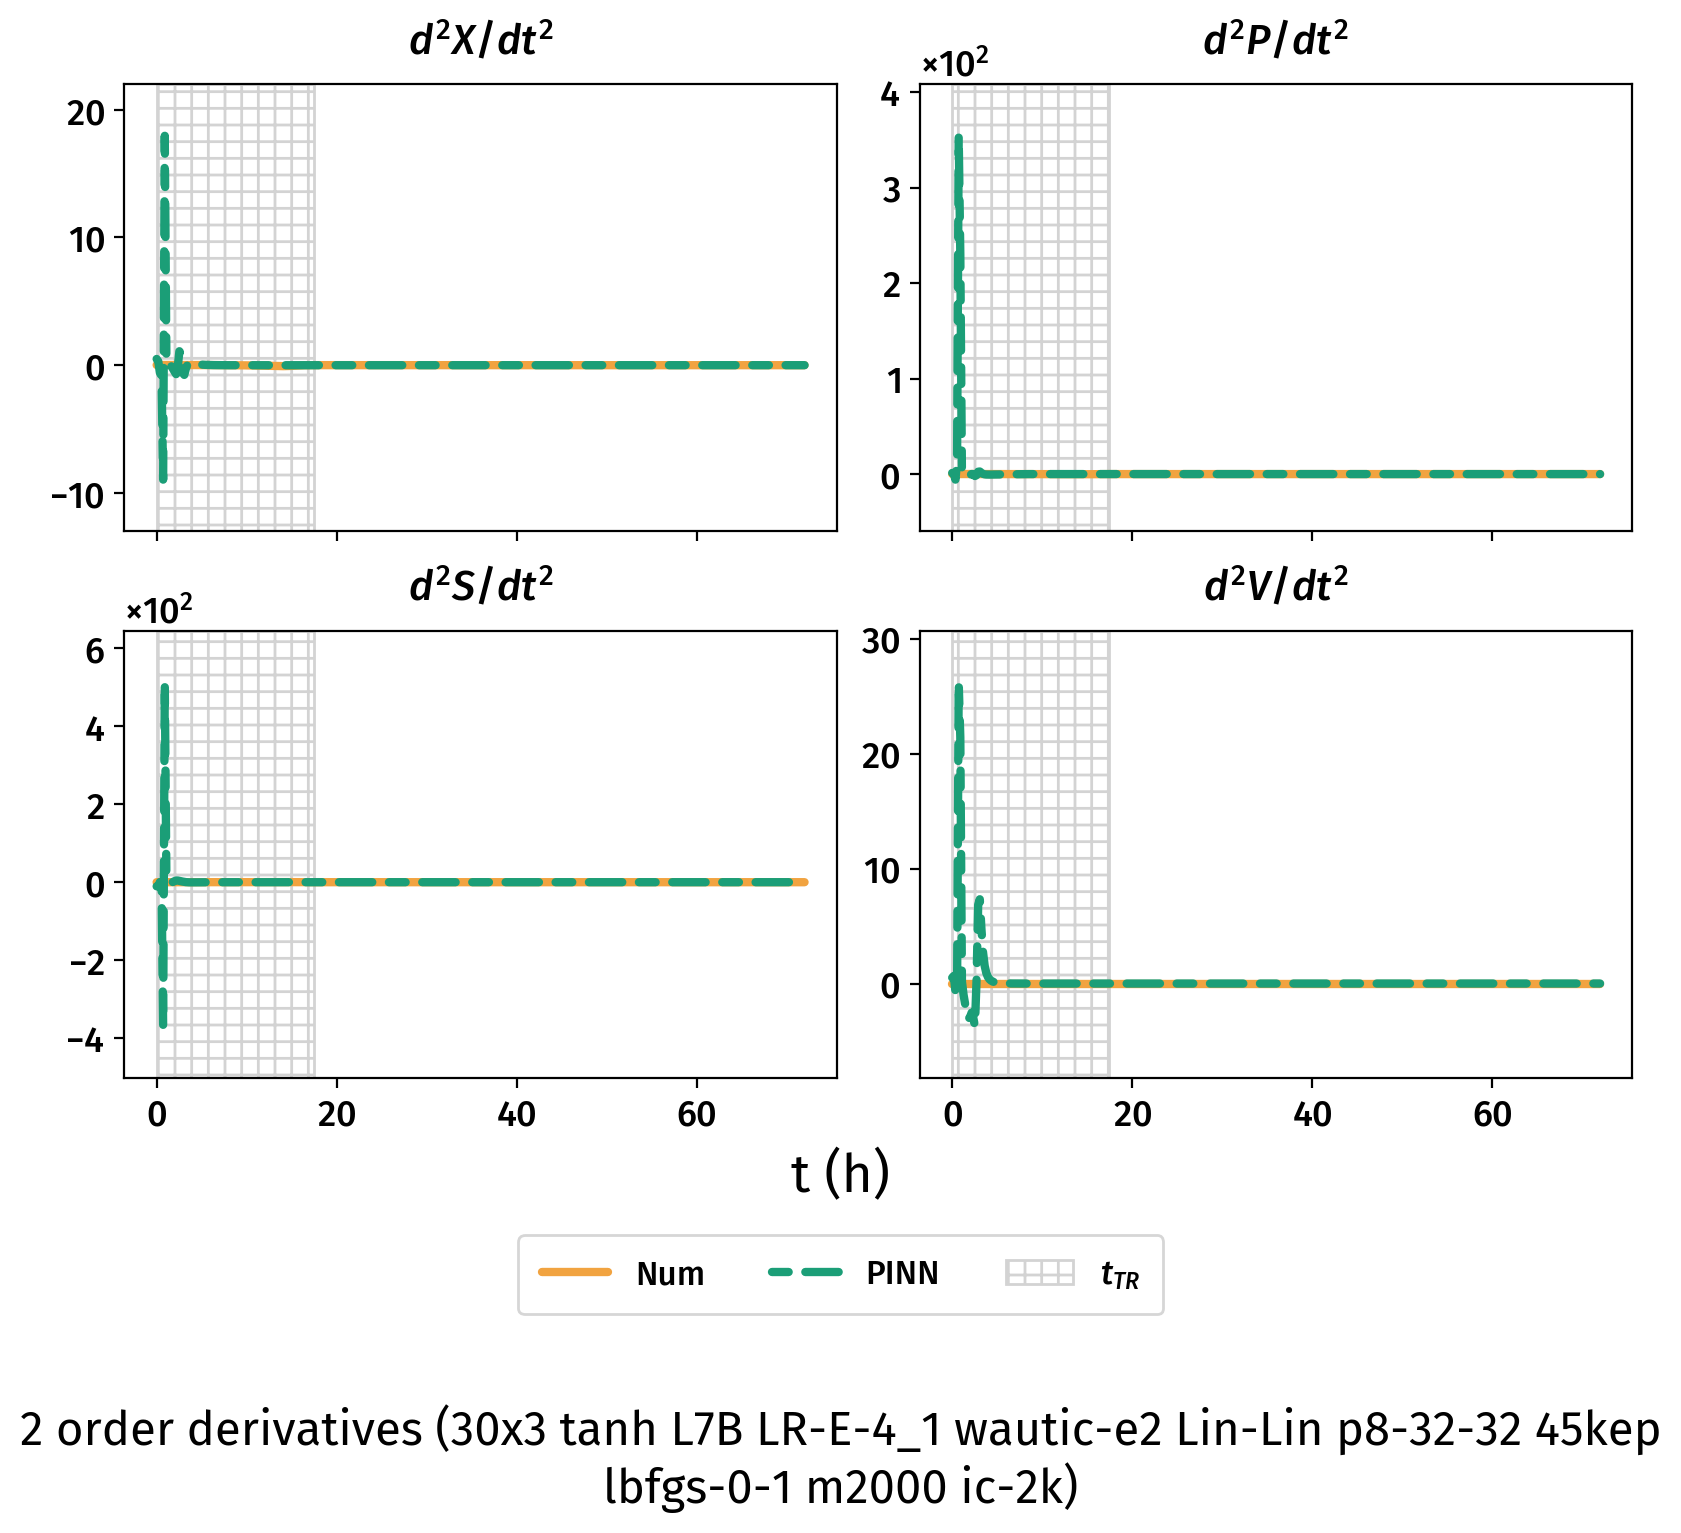 d²X/dt²
20
10
0
−10
d²P/dt²
×10²
4
3
2
1
0
d²S/dt²
×10²
6
4
2
0
−2
−4
0 20 40 60
d²V/dt²
30
20
10
0
0 20 40 60
t (h)
Num PINN t_TR
2 order derivatives (30x3 tanh L7B LR-E-4_1 wautic-e2 Lin-Lin p8-32-32 45kep
lbfgs-0-1 m2000 ic-2k)